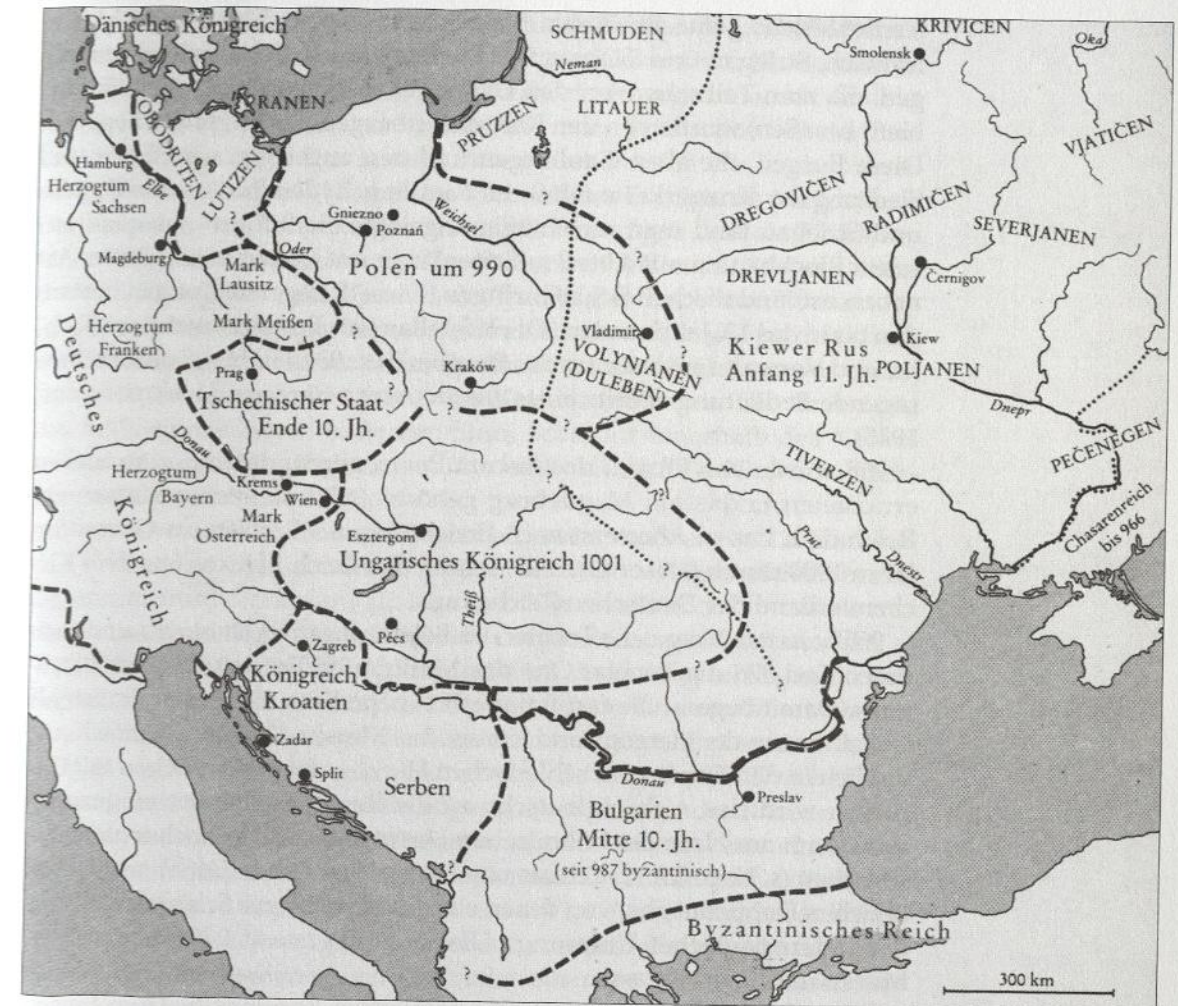 Dänisches Königreich
SCHMUDEN
KRIVICEN
Smolensk
Oka
Neman
RANEN
LITAUER
PRUZZEN
VJATIČEN
OBODRITEN
Hamburg
LUTIZEN
Elbe
Herzogtum
Sachsen
?
Gniezno
Poznań
Weichsel
DREGOVIČEN
RADIMIČEN
SEVERJANEN
Magdeburg
Oder
Mark
Lausitz
Polen um 990
DREVLJANEN
Černigov
Deutsches
Königreich
Herzogtum
Franken
Mark Meißen
Vladimir
VOLYNJANEN
(DULEBEN)
Kiewer Rus
Anfang 11. Jh.
Kiew
POLJANEN
Prag
Kraków
Tschechischer Staat
Ende 10. Jh.
?
?
?
?
Dnepr
PEČENEGEN
Donau
Herzogtum
Bayern
Krems
Wien
TIVERZEN
?
?
Chasarenreich
bis 966
Mark
Österreich
Esztergom
Prut
Dnestr
Ungarisches Königreich 1001
?
Theiß
Pécs
Zagreb
?
?
Königreich
Kroatien
Zadar
Split
Serben
Donau
Preslav
Bulgarien
Mitte 10. Jh.
(seit 987 byzantinisch)
?
Byzantinisches Reich
?
300 km